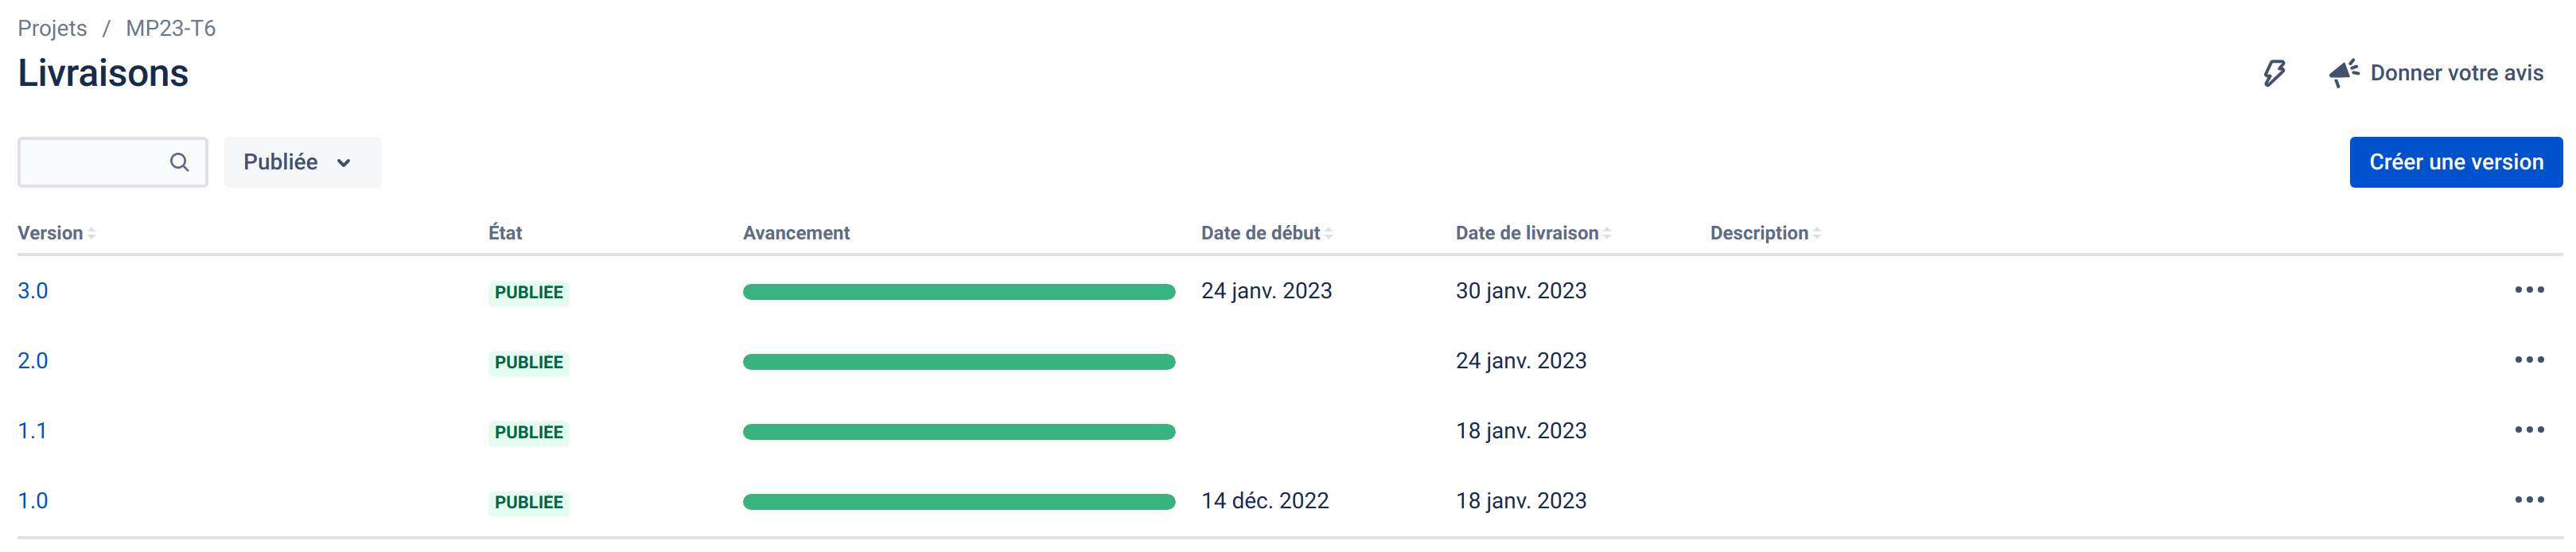 Projets / MP23-T6
Livraisons
Donner votre avis
Publiée
Créer une version
Version État Avancement Date de début Date de livraison Description
3.0 PUBLIEE 24 janv. 2023 30 janv. 2023
2.0 PUBLIEE 24 janv. 2023
1.1 PUBLIEE 18 janv. 2023
1.0 PUBLIEE 14 déc. 2022 18 janv. 2023